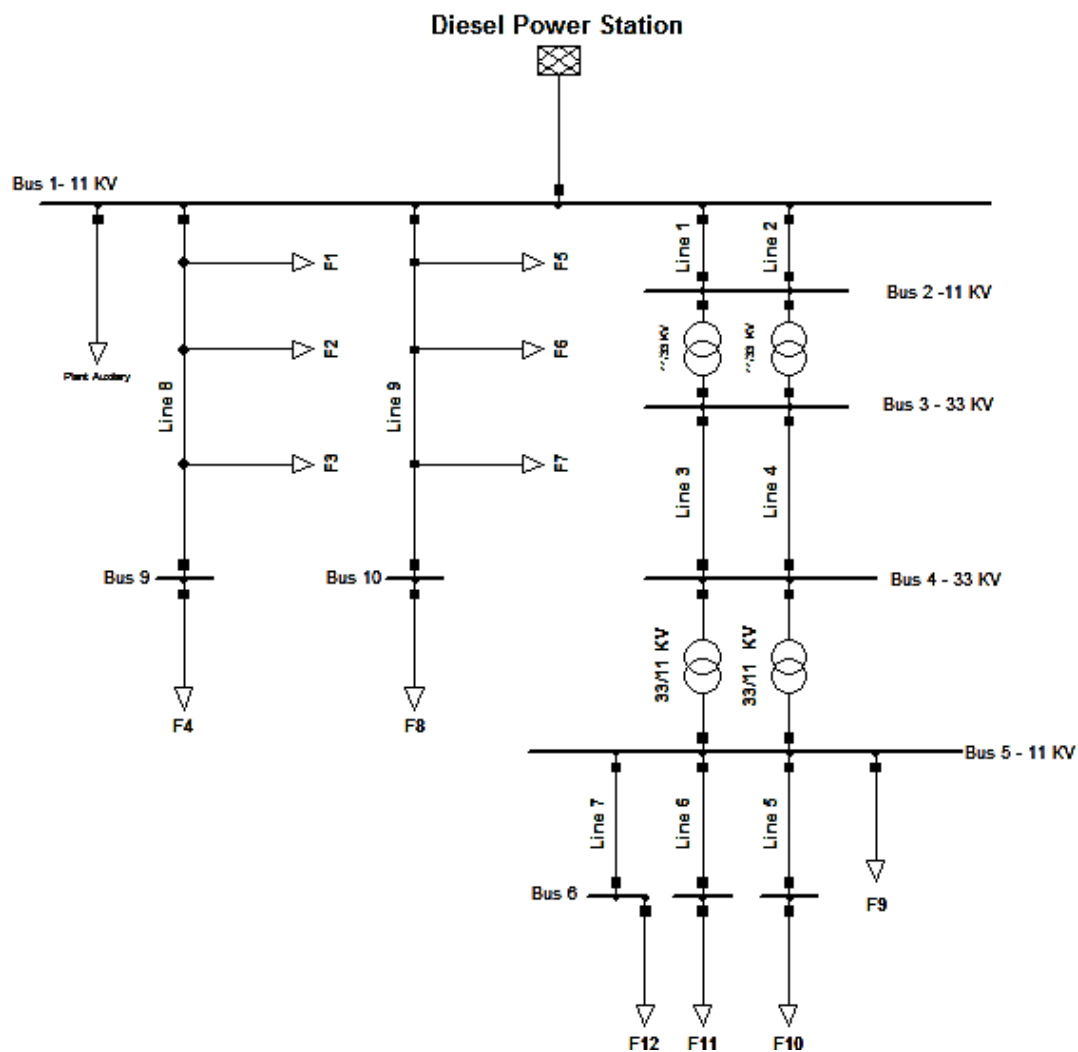 Diesel Power Station
Bus 1- 11 KV
Line 1
Line 2
F1
F5
Bus 2 -11 KV
F2
F6
Plant Auxilery
Line 8
Line 9
Bus 3 - 33 KV
F3
F7
Line 3
Line 4
Bus 9
Bus 10
Bus 4 - 33 KV
33/11 KV
33/11 KV
F4
F8
Bus 5 - 11 KV
Line 7
Line 6
Line 5
Bus 6
F9
F12
F11
F10